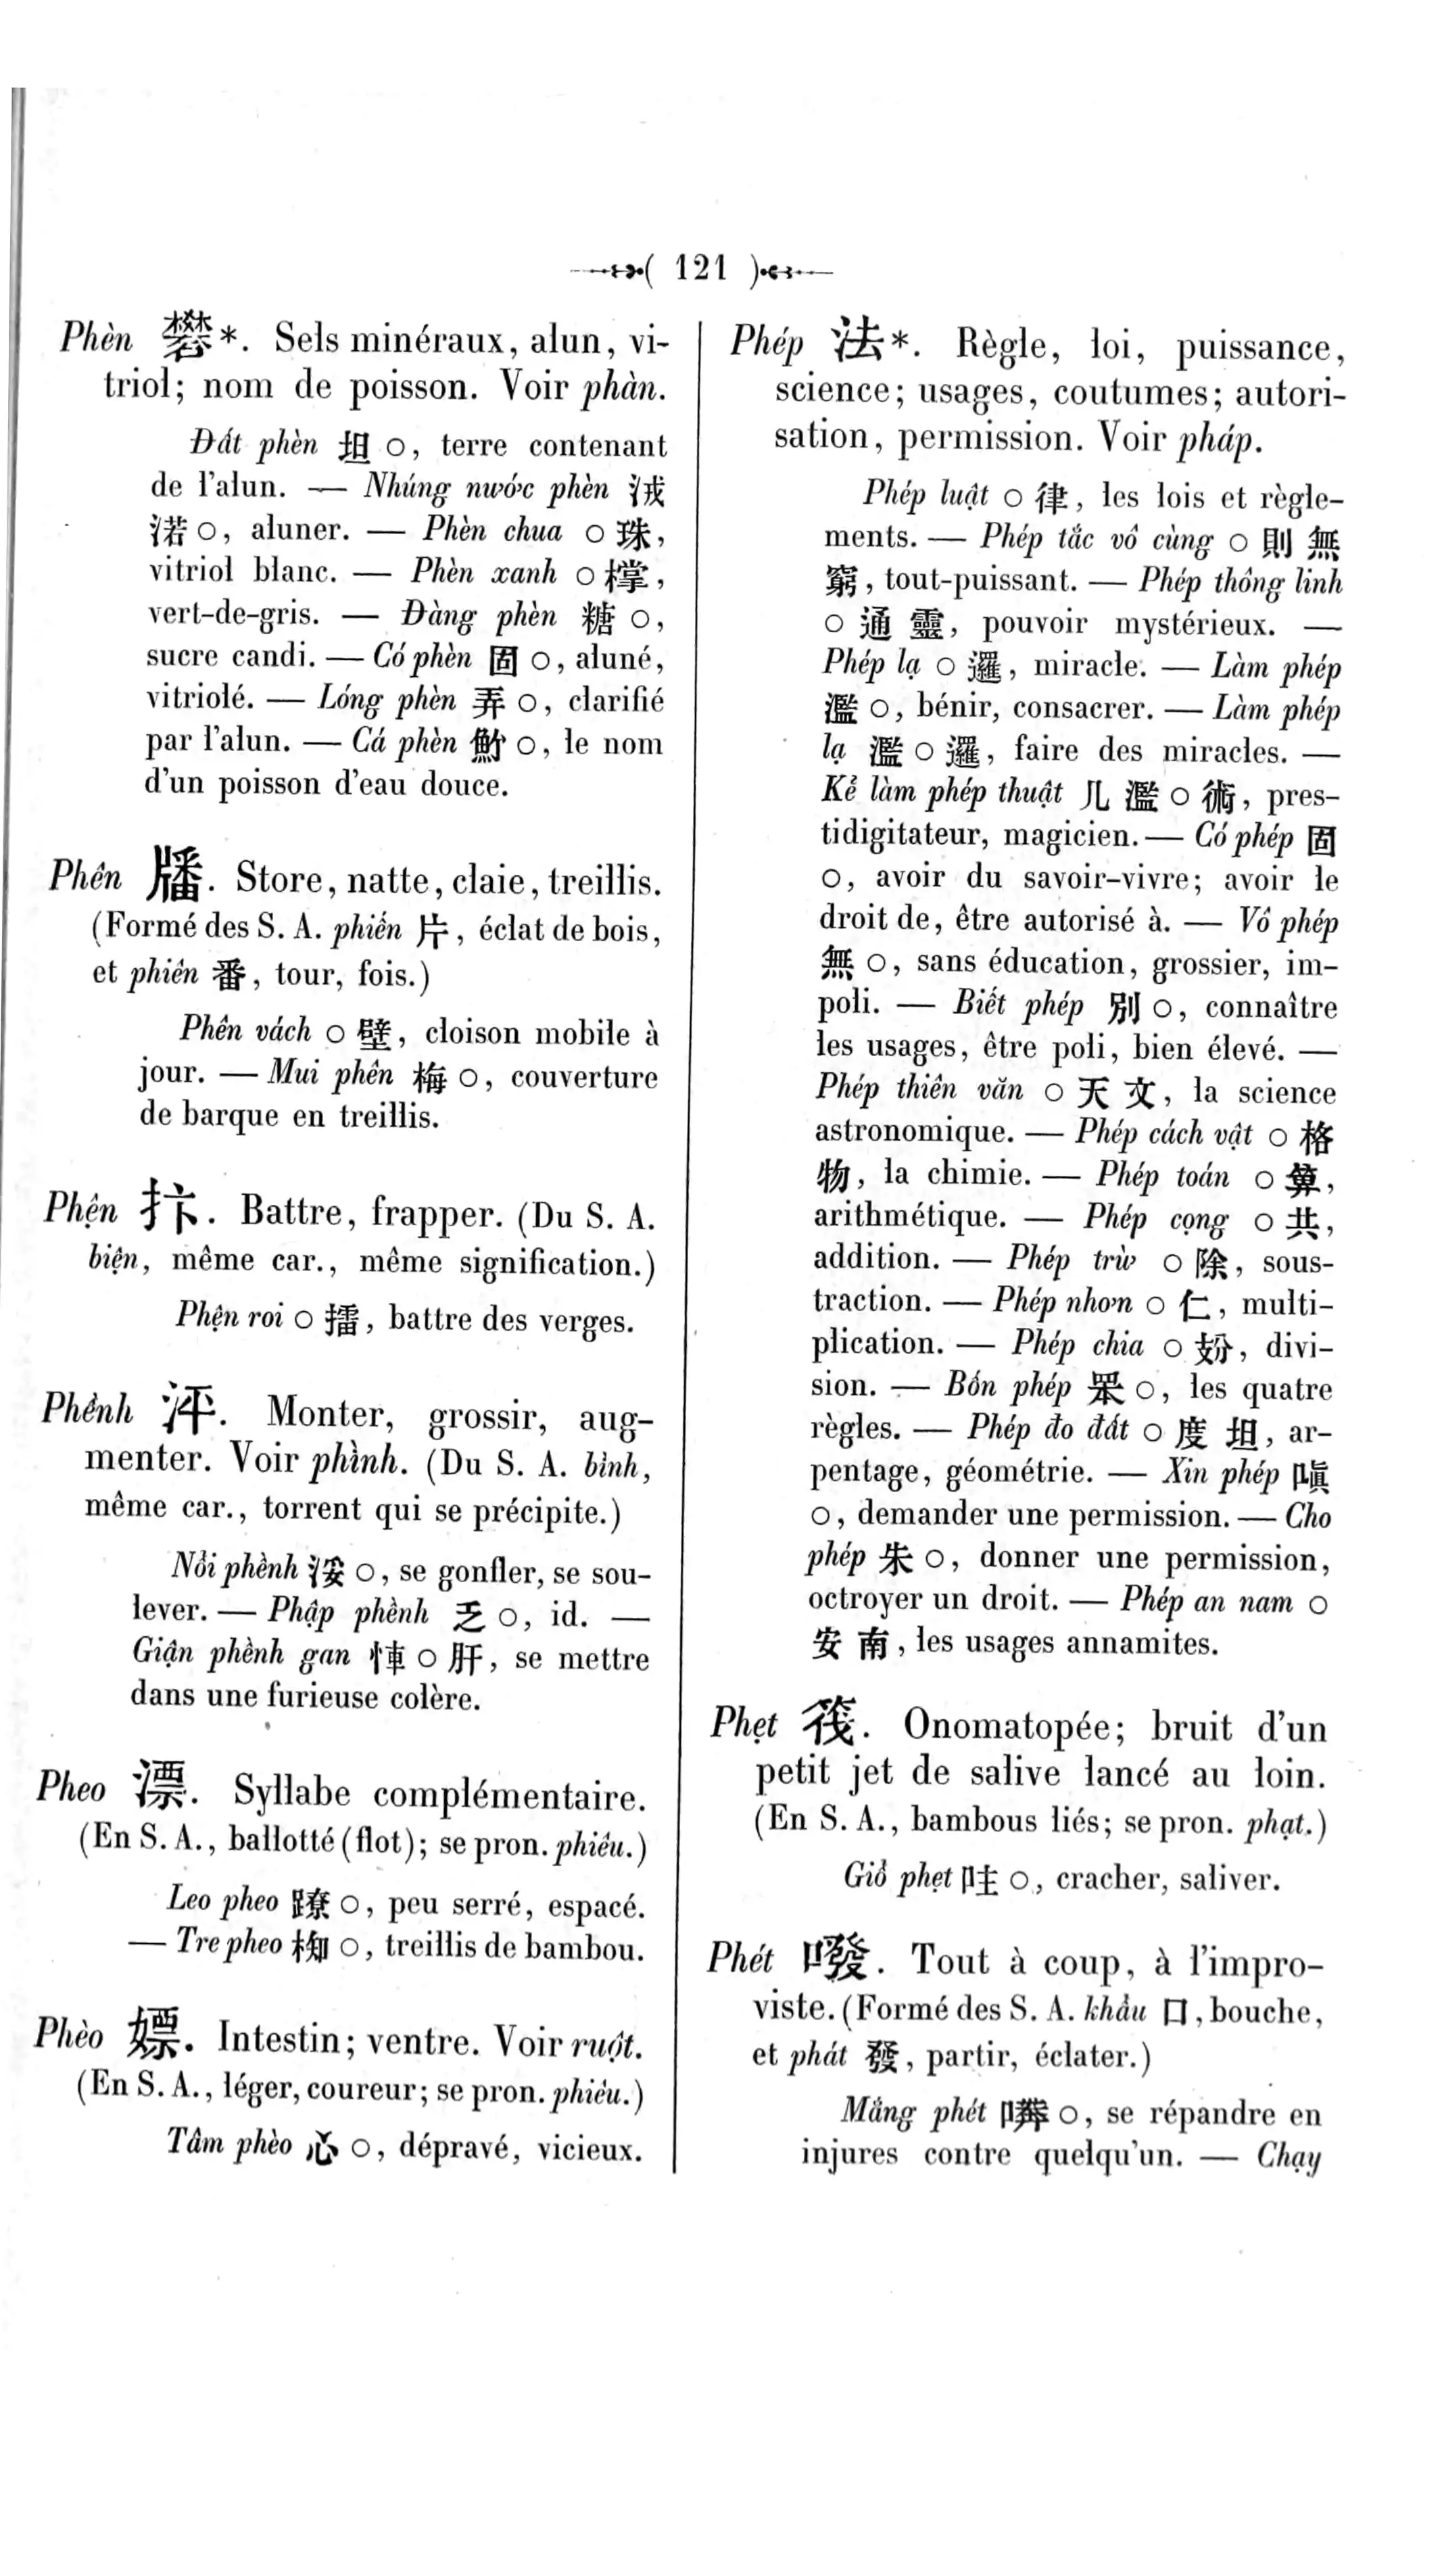 ( 121 )
Phèn 礬*. Sels minéraux, alun, vi-
triol; nom de poisson. Voir phàn.
Đất phèn 坦 ○, terre contenant
de l'alun. — Nhúng nước phèn
渃 ○, aluner. — Phèn chua ○ 珠,
vitriol blanc. — Phèn xanh ○ 樘,
vert-de-gris. — Đàng phèn 糖 ○,
sucre candi. — Có phèn 固 ○, aluné,
vitriolé. — Lóng phèn 弄 ○, clarifié
par l'alun. — Cá phèn ○, le nom
d'un poisson d'eau douce.
Phên 𤗹. Store, natte, claie, treillis.
(Formé des S. A. phiến 片, éclat de bois,
et phiên 番, tour, fois.)
Phên vách ○ 壁, cloison mobile à
jour. — Mui phên 梅 ○, couverture
de barque en treillis.
Phện 抃. Battre, frapper. (Du S. A.
biện, même car., même signification.)
Phện roi ○ 擂, battre des verges.
Phềnh 泙. Monter, grossir, aug-
menter. Voir phình. (Du S. A. bình,
même car., torrent qui se précipite.)
Nổi phềnh 浽 ○, se gonfler, se sou-
lever. — Phập phềnh 乏 ○, id. —
Giận phềnh gan ○ 肝, se mettre
dans une furieuse colère.
Pheo 漂. Syllabe complémentaire.
(En S. A., ballotté (flot); se pron. phiêu.)
Leo pheo ○, peu serré, espacé.
— Tre pheo 椥 ○, treillis de bambou.
Phèo 嫖. Intestin; ventre. Voir ruột.
(En S. A., léger, coureur; se pron. phiêu.)
Tâm phèo 心 ○, dépravé, vicieux.
Phép 法*. Règle, loi, puissance,
science; usages, coutumes; autori-
sation, permission. Voir pháp.
Phép luật ○ 律, les lois et règle-
ments. — Phép tắc vô cùng ○ 則 無
窮, tout-puissant. — Phép thông linh
○ 通 靈, pouvoir mystérieux. —
Phép lạ ○ 邏, miracle. — Làm phép
濫 ○, bénir, consacrer. — Làm phép
lạ 濫 ○ 邏, faire des miracles. —
Kẻ làm phép thuật 几 濫 ○ 術, pres-
tidigitateur, magicien. — Có phép 固
○, avoir du savoir-vivre; avoir le
droit de, être autorisé à. — Vô phép
無 ○, sans éducation, grossier, im-
poli. — Biết phép 別 ○, connaître
les usages, être poli, bien élevé. —
Phép thiên văn ○ 天 文, la science
astronomique. — Phép cách vật ○ 格
物, la chimie. — Phép toán ○ 算,
arithmétique. — Phép cọng ○ 共,
addition. — Phép trừ ○ 除, sous-
traction. — Phép nhơn ○ 仁, multi-
plication. — Phép chia ○, divi-
sion. — Bốn phép ○, les quatre
règles. — Phép đo đất ○ 度 坦, ar-
pentage, géométrie. — Xin phép 嗔
○, demander une permission. — Cho
phép 朱 ○, donner une permission,
octroyer un droit. — Phép an nam ○
安 南, les usages annamites.
Phẹt 筏. Onomatopée; bruit d'un
petit jet de salive lancé au loin.
(En S. A., bambous liés; se pron. phạt.)
Giổ phẹt ○, cracher, saliver.
Phét 㗶. Tout à coup, à l'impro-
viste. (Formé des S. A. khẩu 口, bouche,
et phát 發, partir, éclater.)
Mắng phét ○, se répandre en
injures contre quelqu'un. — Chạy